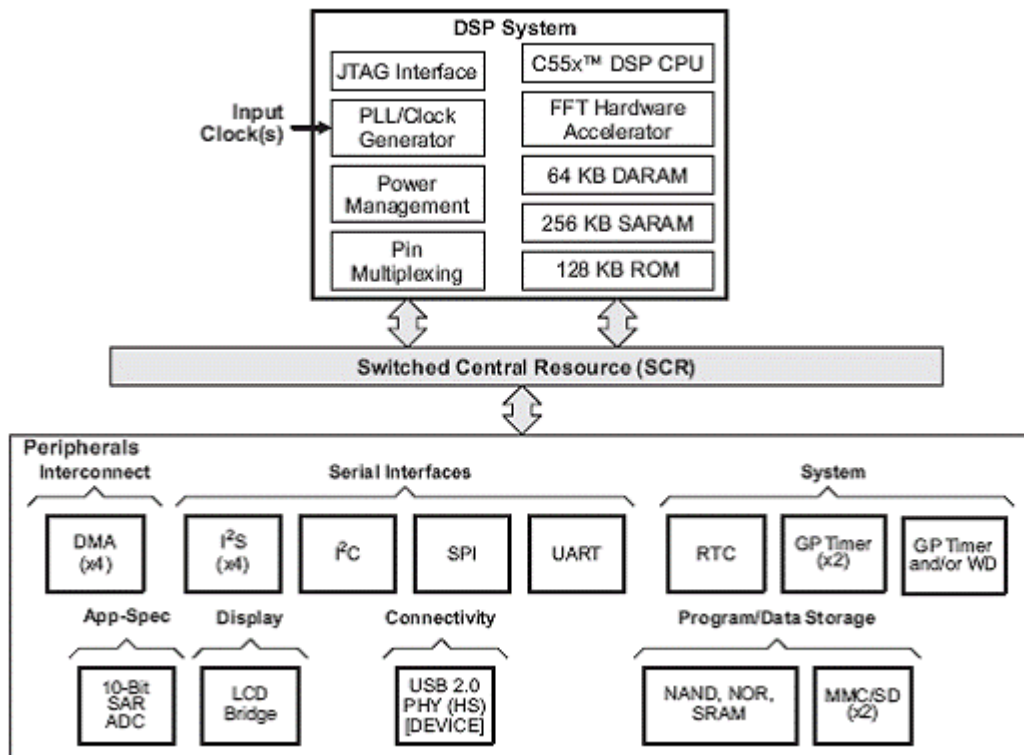 DSP System
JTAG Interface
C55x™ DSP CPU
Input
Clock(s)
PLL/Clock
Generator
FFT Hardware
Accelerator
Power
Management
64 KB DARAM
256 KB SARAM
Pin
Multiplexing
128 KB ROM
Switched Central Resource (SCR)
Peripherals
Interconnect
Serial Interfaces
System
DMA
(x4)
I²S
(x4)
I²C
SPI
UART
RTC
GP Timer
(x2)
GP Timer
and/or WD
App-Spec
Display
Connectivity
Program/Data Storage
10-Bit
SAR
ADC
LCD
Bridge
USB 2.0
PHY (HS)
[DEVICE]
NAND, NOR,
SRAM
MMC/SD
(x2)